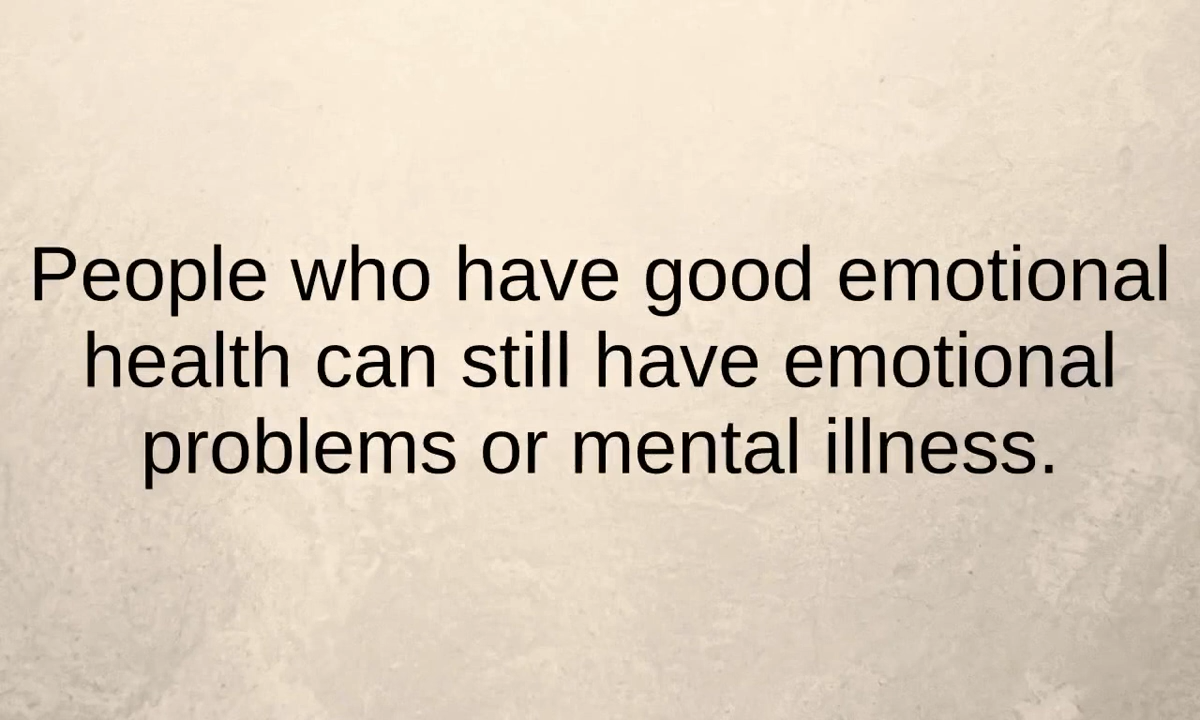 People who have good emotional
health can still have emotional
problems or mental illness.